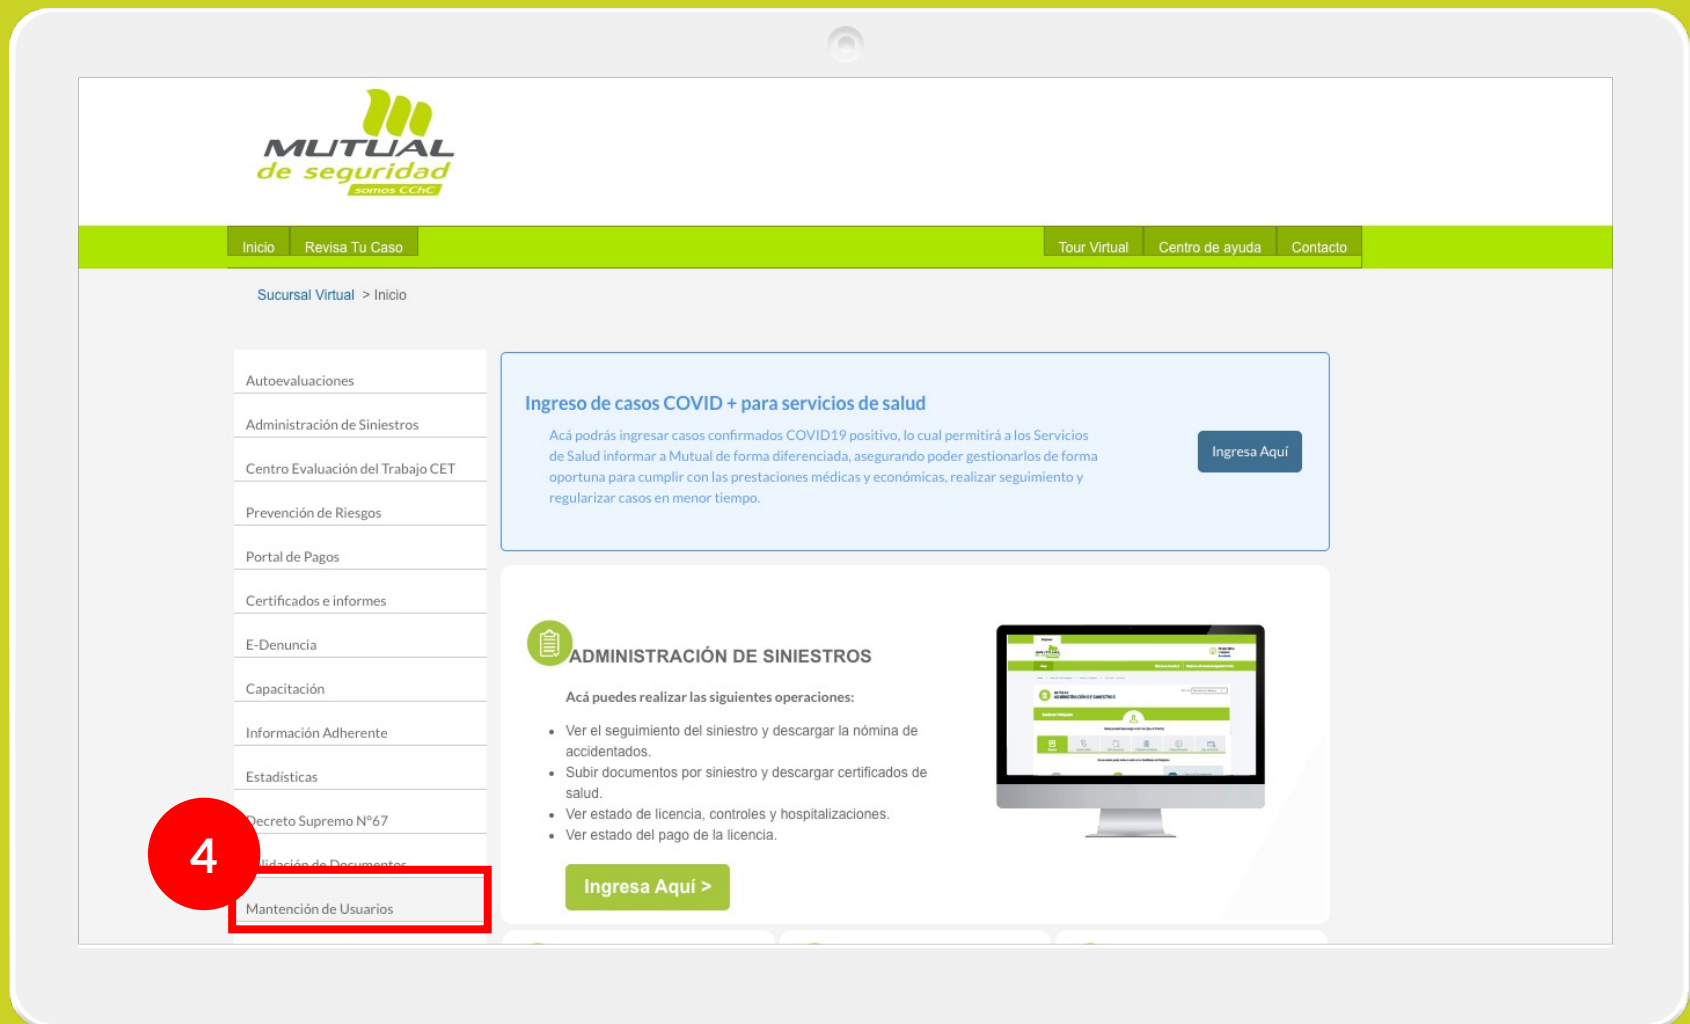 MUTUAL
de seguridad
somos CChC
Inicio
Revisa Tu Caso
Tour Virtual
Centro de ayuda
Contacto
Sucursal Virtual > Inicio
Autoevaluaciones
Administración de Siniestros
Centro Evaluación del Trabajo CET
Prevención de Riesgos
Portal de Pagos
Certificados e informes
E-Denuncia
Capacitación
Información Adherente
Estadísticas
Decreto Supremo N°67
de Documentos
4
Mantención de Usuarios
Ingreso de casos COVID + para servicios de salud
Acá podrás ingresar casos confirmados COVID19 positivo, lo cual permitirá a los Servicios
de Salud informar a Mutual de forma diferenciada, asegurando poder gestionarlos de forma
oportuna para cumplir con las prestaciones médicas y económicas, realizar seguimiento y
regularizar casos en menor tiempo.
Ingresa Aquí
ADMINISTRACIÓN DE SINIESTROS
Acá puedes realizar las siguientes operaciones:
• Ver el seguimiento del siniestro y descargar la nómina de
accidentados.
• Subir documentos por siniestro y descargar certificados de
salud.
• Ver estado de licencia, controles y hospitalizaciones.
• Ver estado del pago de la licencia.
Ingresa Aquí >
MUTUAL
ADMINISTRACIÓN DE SINIESTROS